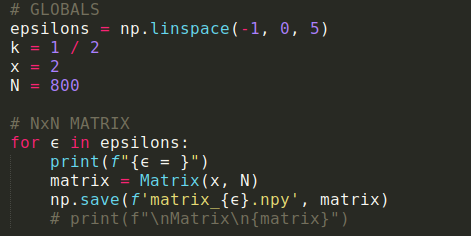 # GLOBALS
epsilons = np.linspace(-1, 0, 5)
k = 1 / 2
x = 2
N = 800
# NxN MATRIX
for ϵ in epsilons:
    print(f"{ϵ = }")
    matrix = Matrix(x, N)
    np.save(f'matrix_{ϵ}.npy', matrix)
    # print(f"\nMatrix\n{matrix}")